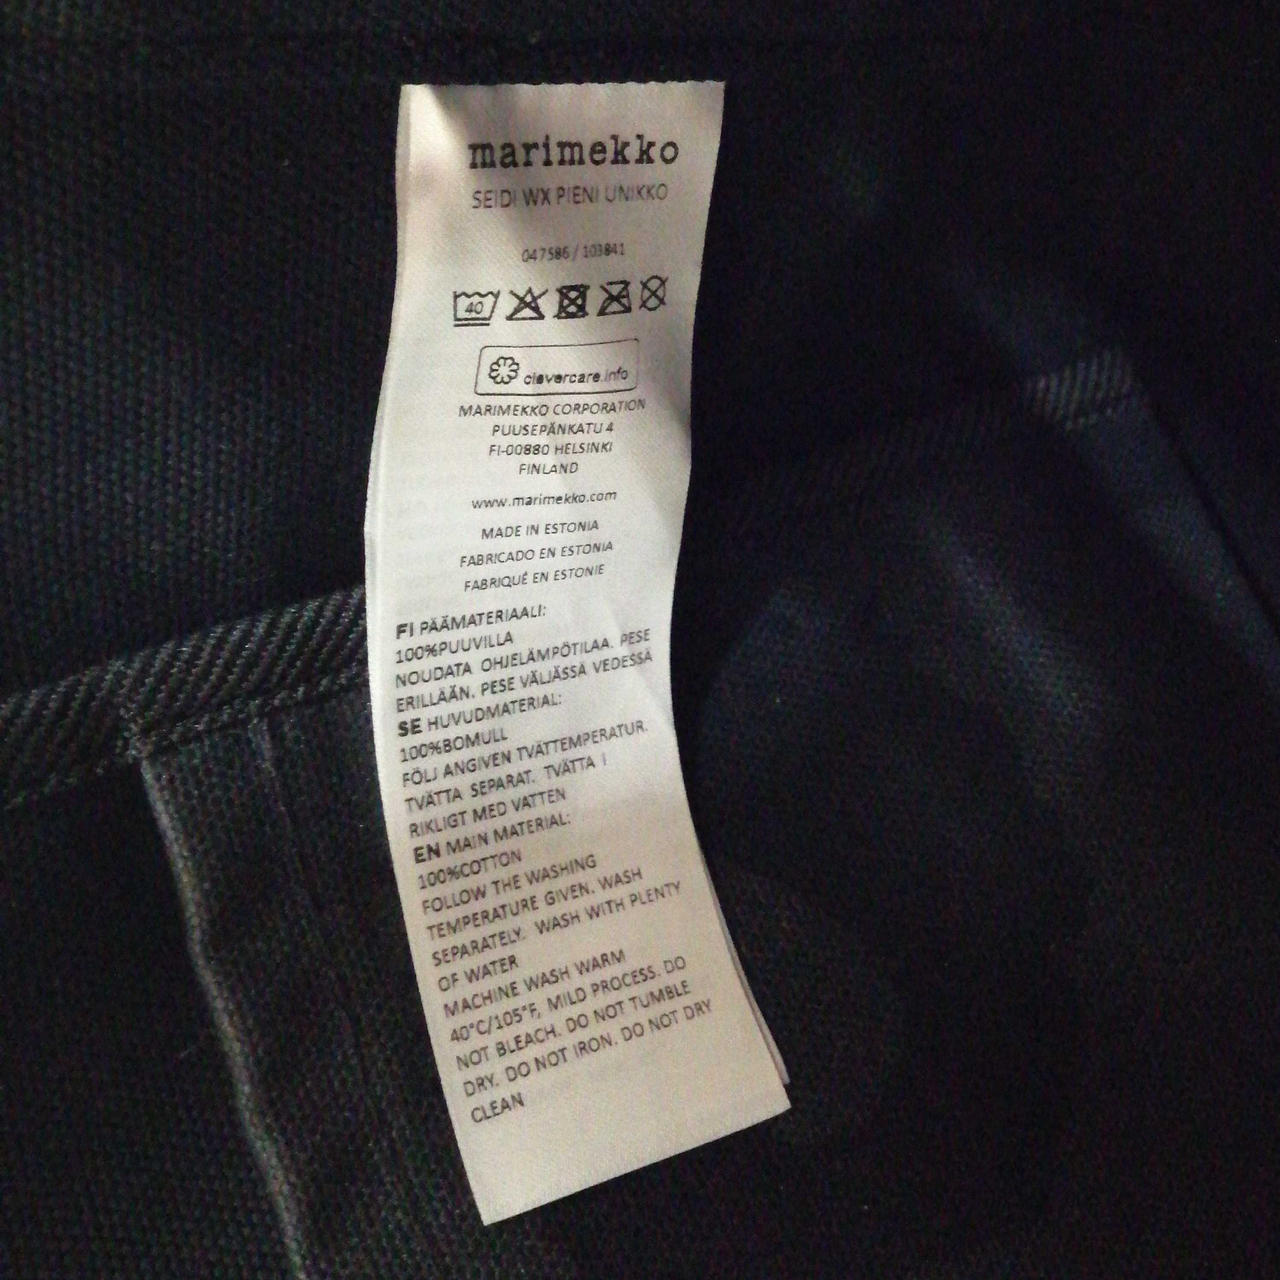 marimekko
SEIDI WX PIENI UNIKKO
047586 / 103841
40
clevercare.info
MARIMEKKO CORPORATION
PUUSEPÄNKATU 4
FI-00880 HELSINKI
FINLAND
www.marimekko.com
MADE IN ESTONIA
FABRICADO EN ESTONIA
FABRIQUÉ EN ESTONIE
FI PÄÄMATERIAALI:
100%PUUVILLA
NOUDATA OHJELÄMPÖTILAA. PESE
ERILLÄÄN. PESE VÄLJÄSSÄ VEDESSÄ
SE HUVUDMATERIAL:
100%BOMULL
FÖLJ ANGIVEN TVÄTTEMPERATUR.
TVÄTTA SEPARAT. TVÄTTA I
RIKLIGT MED VATTEN
EN MAIN MATERIAL:
100%COTTON
FOLLOW THE WASHING
TEMPERATURE GIVEN. WASH
SEPARATELY. WASH WITH PLENTY
OF WATER
MACHINE WASH WARM
40°C/105°F, MILD PROCESS. DO
NOT BLEACH. DO NOT TUMBLE
DRY. DO NOT IRON. DO NOT DRY
CLEAN